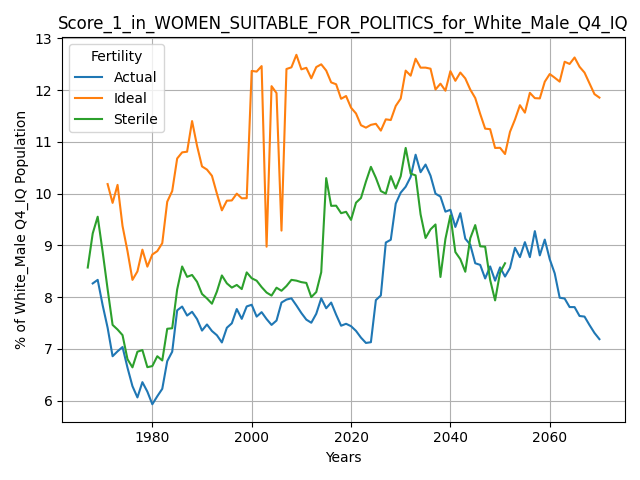 Score_1_in_WOMEN_SUITABLE_FOR_POLITICS_for_White_Male_Q4_IQ
Fertility
Actual
Ideal
Sterile
% of White_Male Q4_IQ Population
13
12
11
10
9
8
7
6
1980
2000
2020
2040
2060
Years